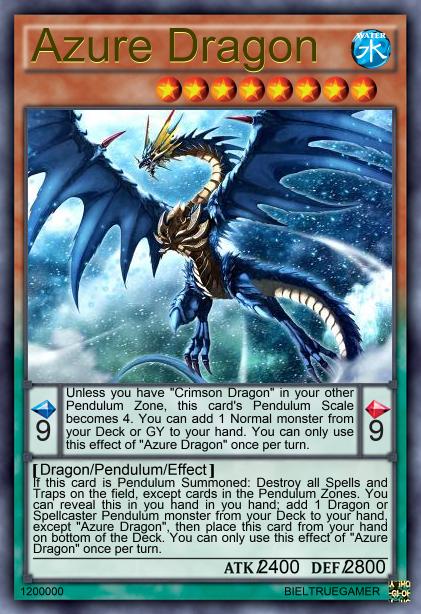 Azure Dragon
WATER
水
Unless you have "Crimson Dragon" in your other
Pendulum Zone, this card's Pendulum Scale
becomes 4. You can add 1 Normal monster from
your Deck or GY to your hand. You can only use
this effect of "Azure Dragon" once per turn.
9
9
[Dragon/Pendulum/Effect]
If this card is Pendulum Summoned: Destroy all Spells and
Traps on the field, except cards in the Pendulum Zones. You
can reveal this in you hand in you hand; add 1 Dragon or
Spellcaster Pendulum monster from your Deck to your hand,
except "Azure Dragon", then place this card from your hand
on bottom of the Deck. You can only use this effect of "Azure
Dragon" once per turn.
ATK 2400 DEF 2800
1200000 BIELTRUEGAMER